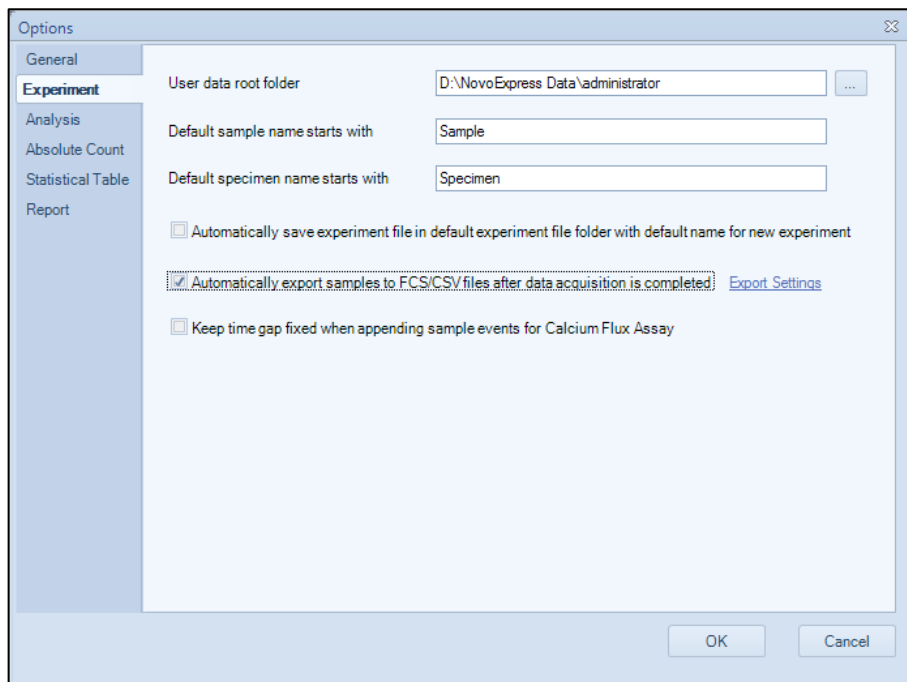 Options
General
Experiment
Analysis
Absolute Count
Statistical Table
Report
User data root folder
D:\NovoExpress Data\administrator
...
Default sample name starts with
Sample
Default specimen name starts with
Specimen
Automatically save experiment file in default experiment file folder with default name for new experiment
Automatically export samples to FCS/CSV files after data acquisition is completed
Export Settings
Keep time gap fixed when appending sample events for Calcium Flux Assay
OK
Cancel